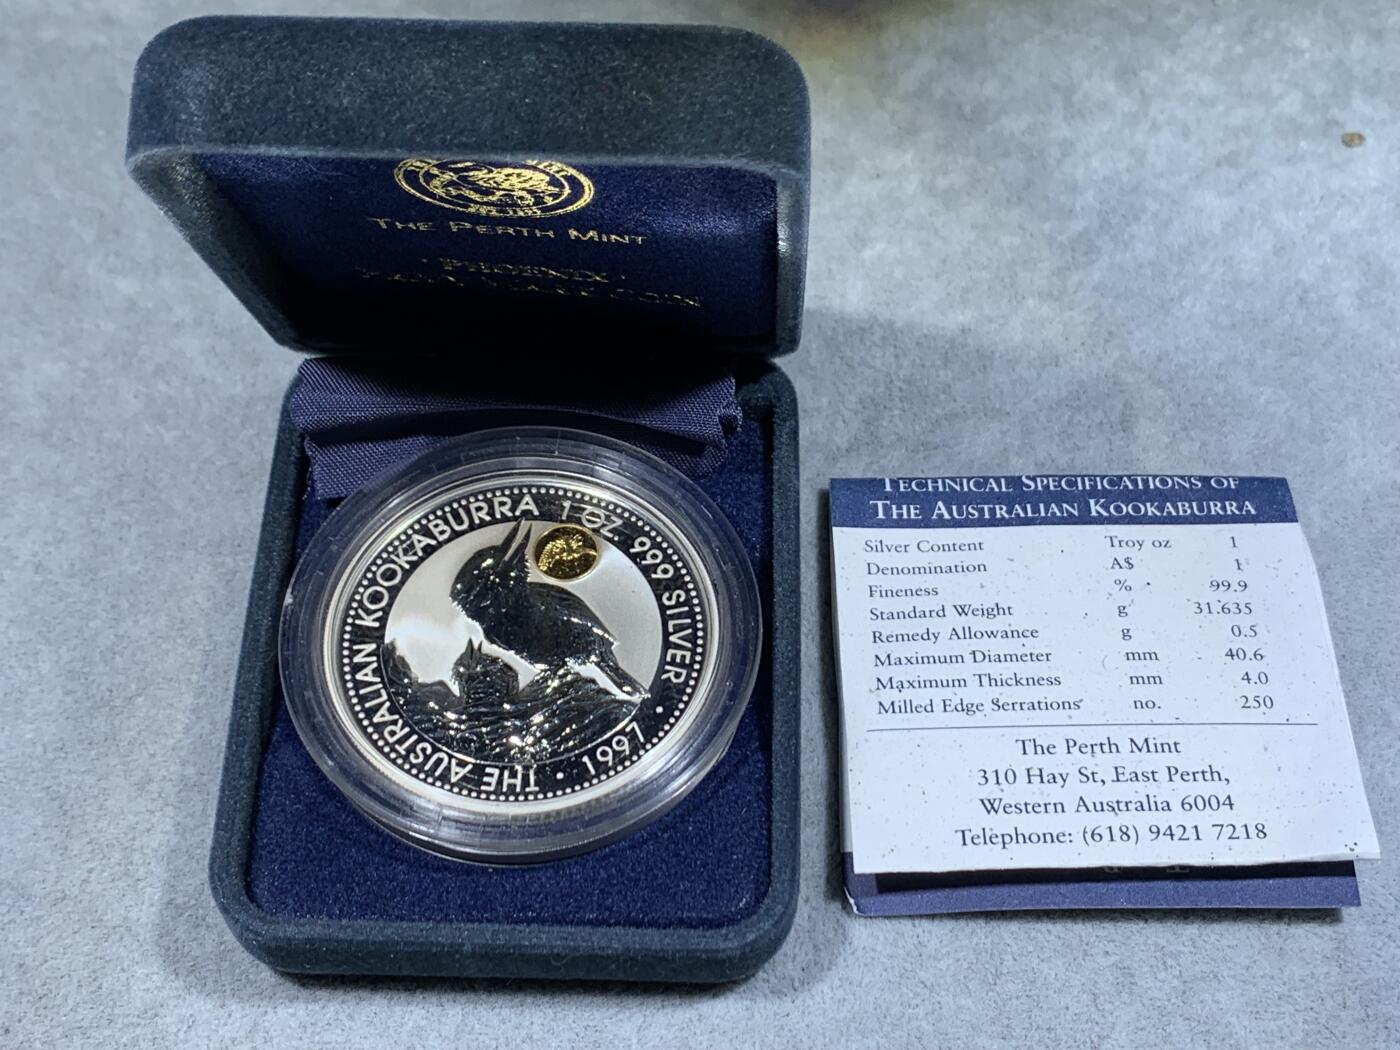 THE PERTH MINT
· PHOENIX ·
COIN
THE AUSTRALIAN KOOKABURRA 1 OZ 999 SILVER · 1997 ·
TECHNICAL SPECIFICATIONS OF
THE AUSTRALIAN KOOKABURRA
Silver Content Troy oz 1
Denomination A$ 1
Fineness % 99.9
Standard Weight g 31.635
Remedy Allowance g 0.5
Maximum Diameter mm 40.6
Maximum Thickness mm 4.0
Milled Edge Serrations no. 250
The Perth Mint
310 Hay St, East Perth,
Western Australia 6004
Telephone: (618) 9421 7218